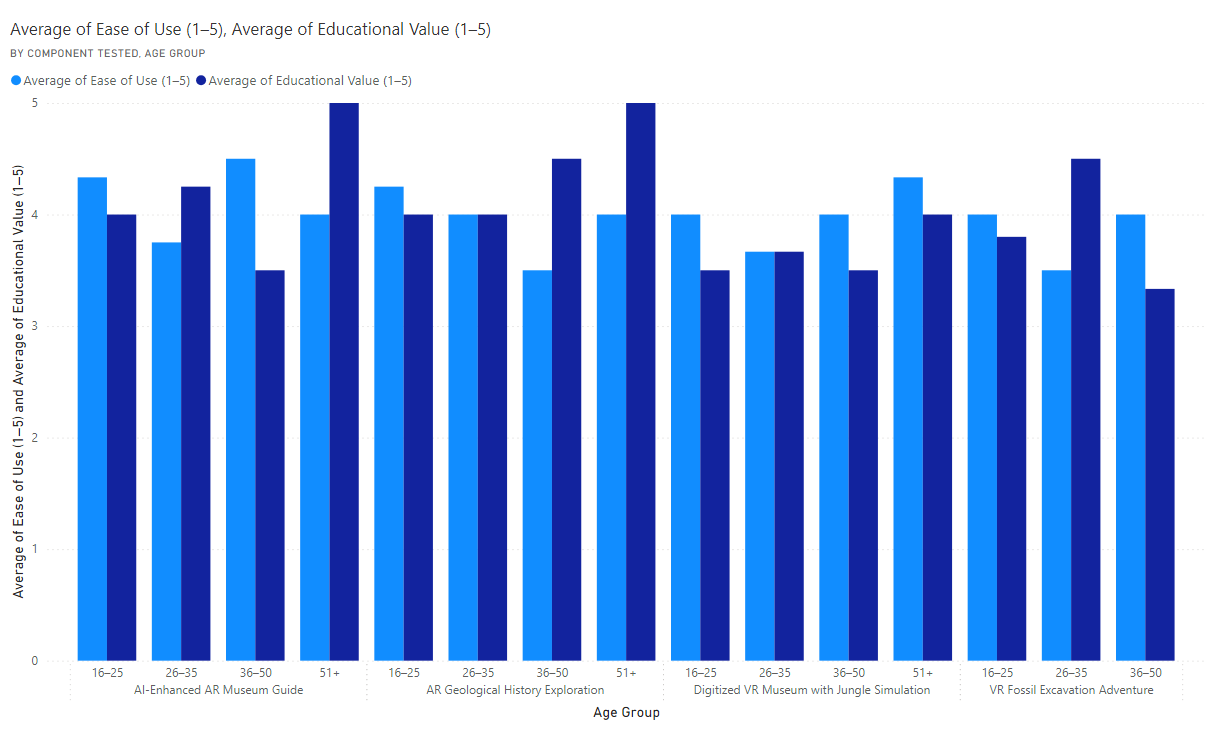 Average of Ease of Use (1–5), Average of Educational Value (1–5)
BY COMPONENT TESTED, AGE GROUP
Average of Ease of Use (1–5) Average of Educational Value (1–5)
Average of Ease of Use (1–5) and Average of Educational Value (1–5)
5
4
3
2
1
0
16–25 26–35 36–50 51+ 16–25 26–35 36–50 51+ 16–25 26–35 36–50 51+ 16–25 26–35 36–50
AI-Enhanced AR Museum Guide AR Geological History Exploration Digitized VR Museum with Jungle Simulation VR Fossil Excavation Adventure
Age Group